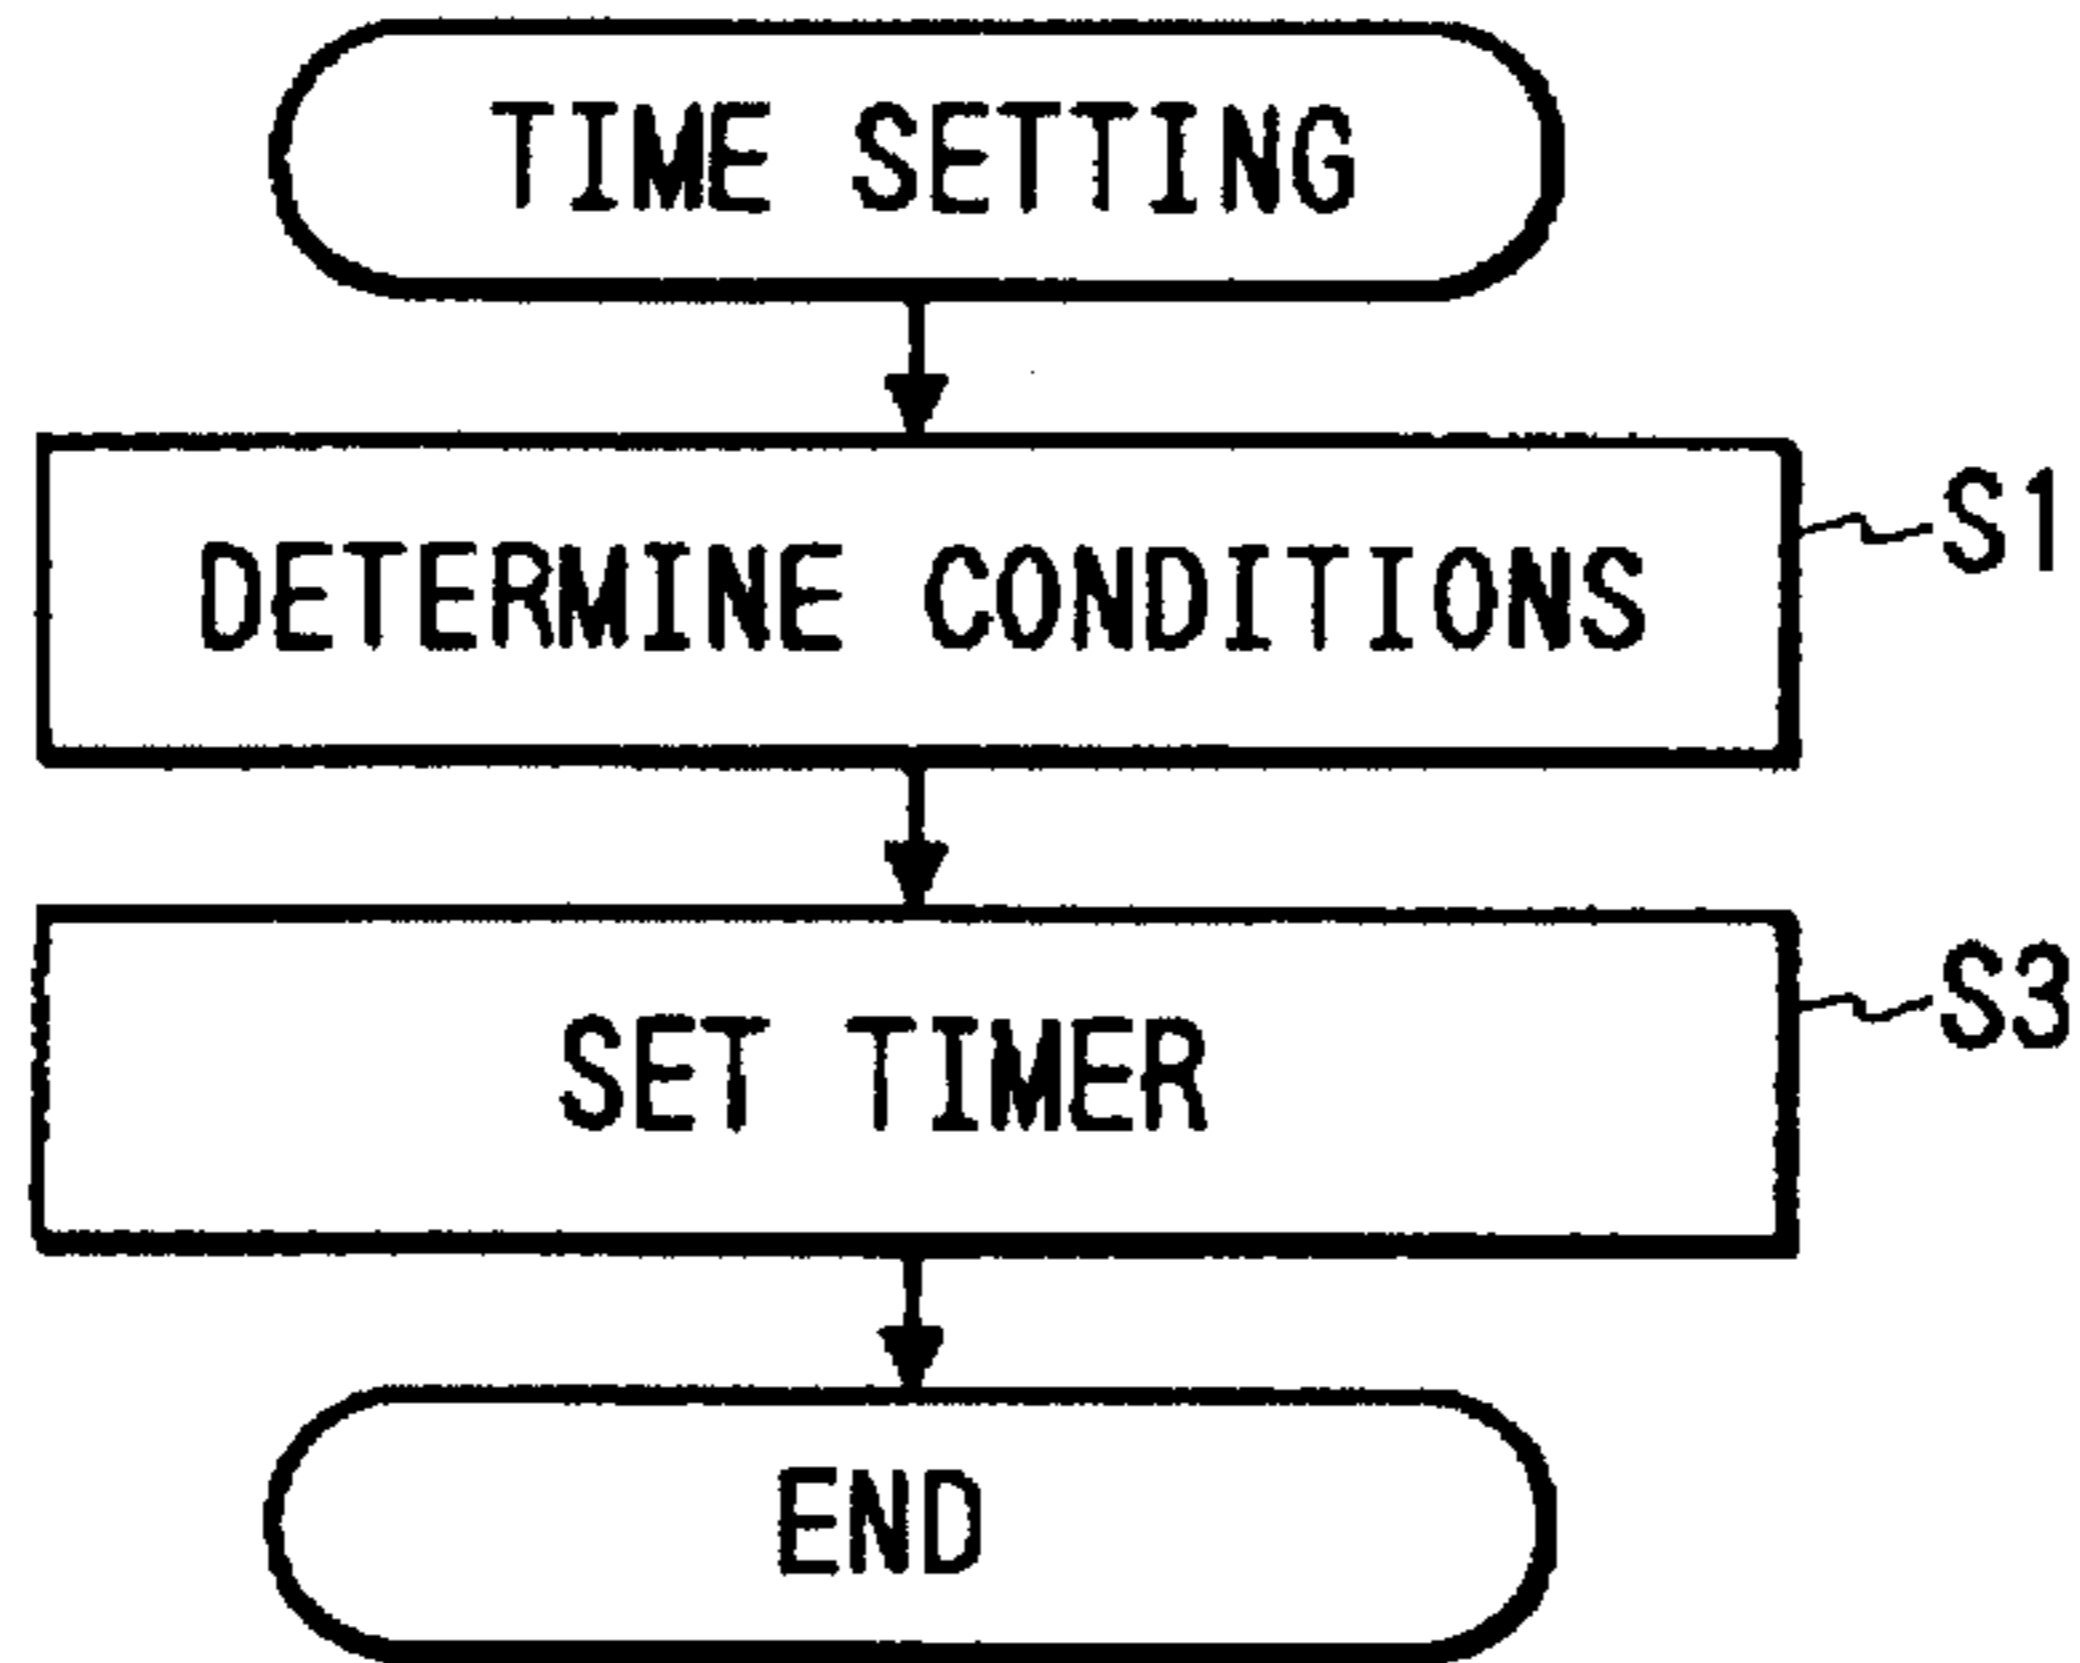 TIME SETTING
DETERMINE CONDITIONS
S1
SET TIMER
S3
END